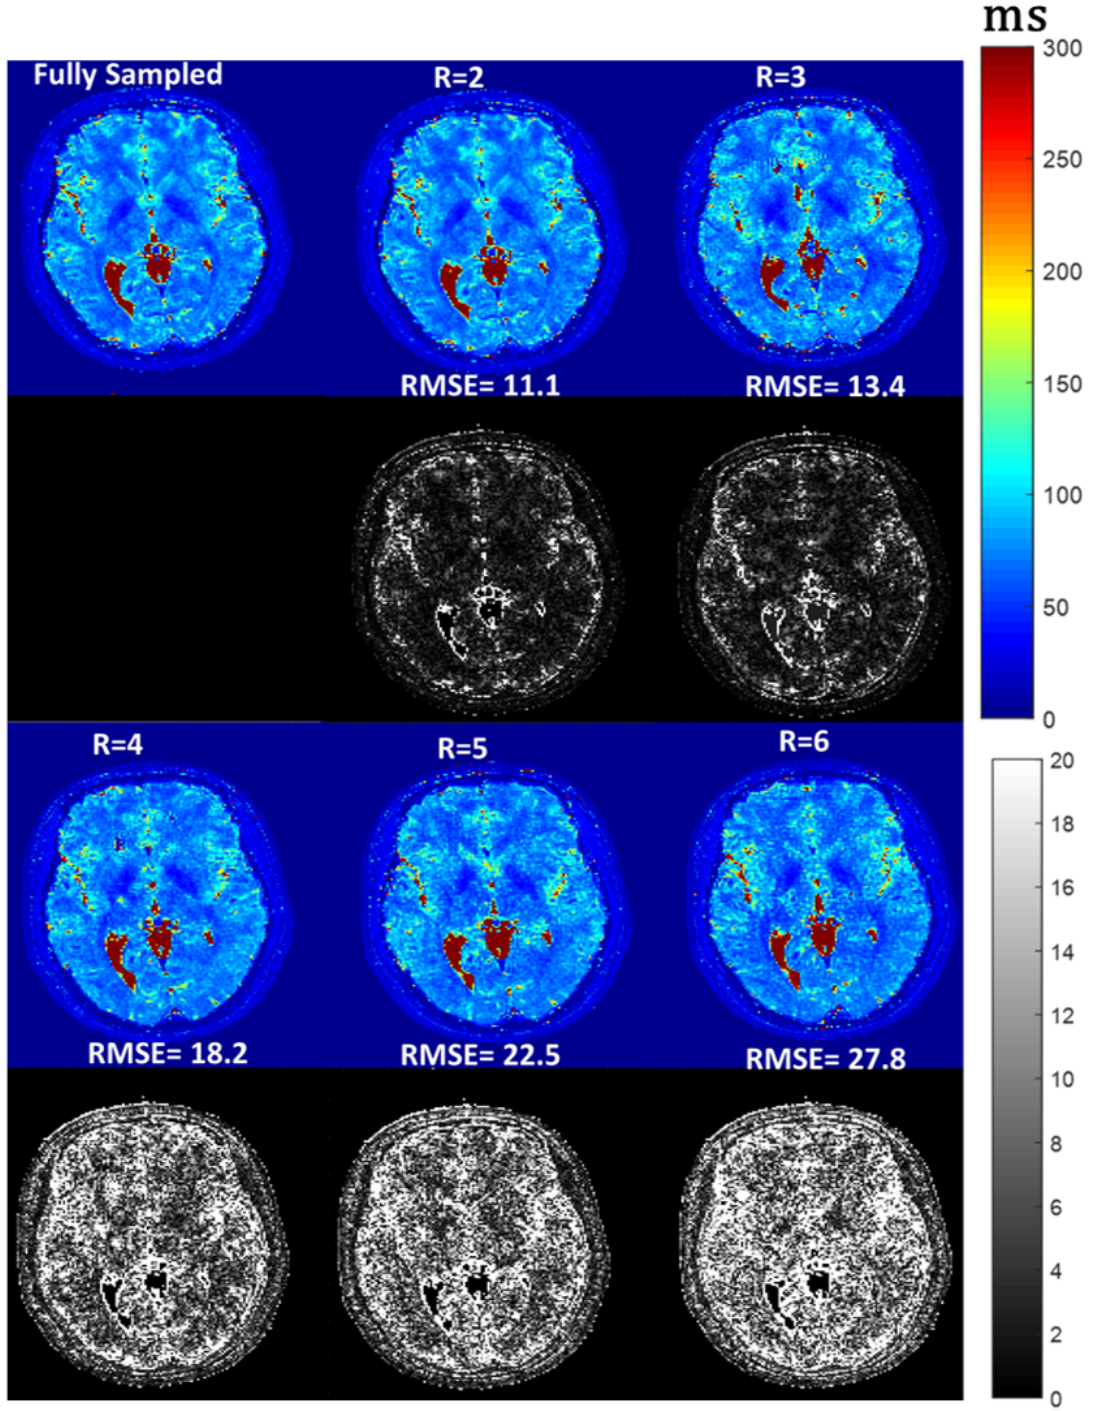 ms
Fully Sampled
R=2
R=3
RMSE= 11.1
RMSE= 13.4
300
250
200
150
100
50
0
R=4
R=5
R=6
RMSE= 18.2
RMSE= 22.5
RMSE= 27.8
20
18
16
14
12
10
8
6
4
2
0